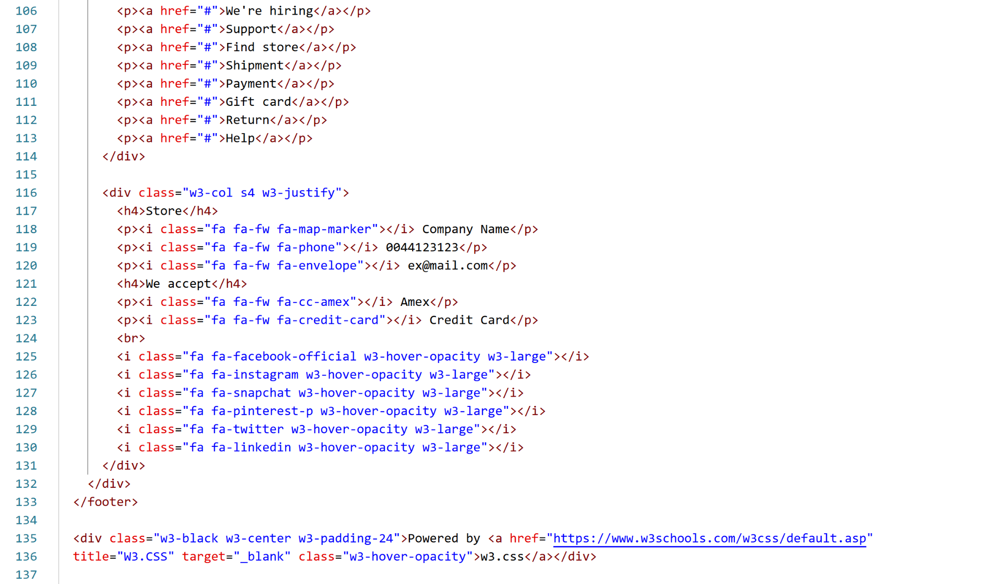 106 <p><a href="#">We're hiring</a></p>
107 <p><a href="#">Support</a></p>
108 <p><a href="#">Find store</a></p>
109 <p><a href="#">Shipment</a></p>
110 <p><a href="#">Payment</a></p>
111 <p><a href="#">Gift card</a></p>
112 <p><a href="#">Return</a></p>
113 <p><a href="#">Help</a></p>
114 </div>
115
116 <div class="w3-col s4 w3-justify">
117 <h4>Store</h4>
118 <p><i class="fa fa-fw fa-map-marker"></i> Company Name</p>
119 <p><i class="fa fa-fw fa-phone"></i> 0044123123</p>
120 <p><i class="fa fa-fw fa-envelope"></i> ex@mail.com</p>
121 <h4>We accept</h4>
122 <p><i class="fa fa-fw fa-cc-amex"></i> Amex</p>
123 <p><i class="fa fa-fw fa-credit-card"></i> Credit Card</p>
124 <br>
125 <i class="fa fa-facebook-official w3-hover-opacity w3-large"></i>
126 <i class="fa fa-instagram w3-hover-opacity w3-large"></i>
127 <i class="fa fa-snapchat w3-hover-opacity w3-large"></i>
128 <i class="fa fa-pinterest-p w3-hover-opacity w3-large"></i>
129 <i class="fa fa-twitter w3-hover-opacity w3-large"></i>
130 <i class="fa fa-linkedin w3-hover-opacity w3-large"></i>
131 </div>
132 </div>
133 </footer>
134
135 <div class="w3-black w3-center w3-padding-24">Powered by <a href="https://www.w3schools.com/w3css/default.asp"
136 title="W3.CSS" target="_blank" class="w3-hover-opacity">w3.css</a></div>
137